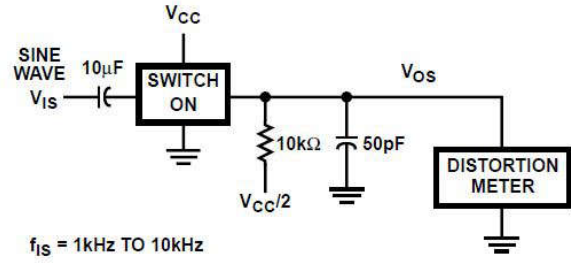 VCC
SINE
WAVE
VIS
10μF
SWITCH
ON
VOS
10kΩ
50pF
VCC/2
DISTORTION
METER
fIS = 1kHz TO 10kHz